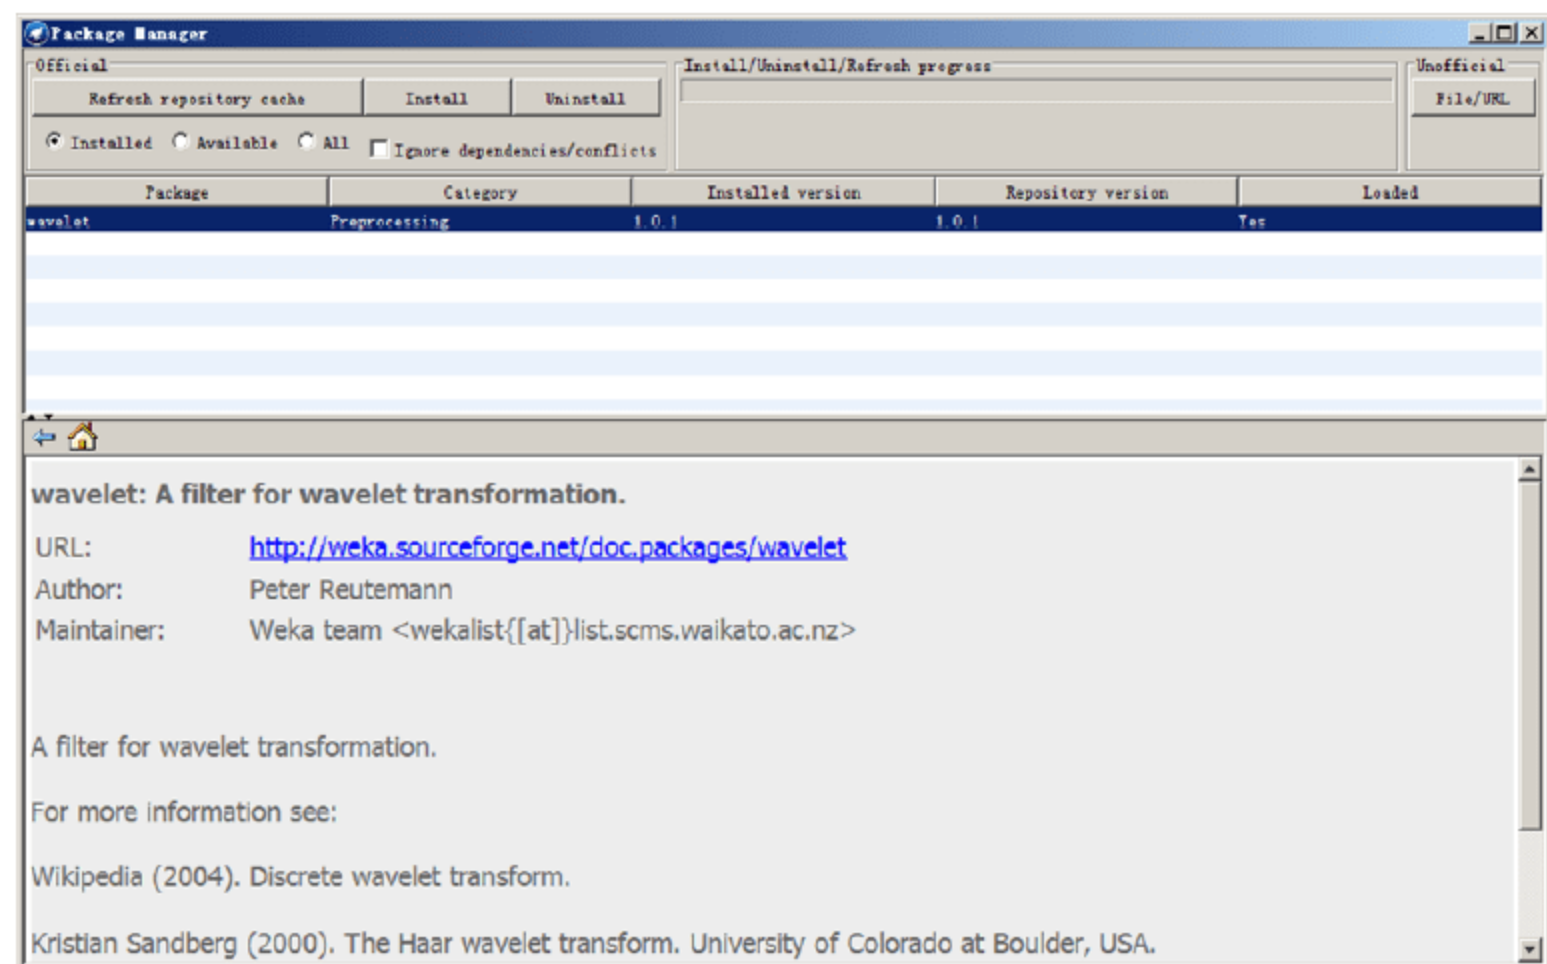 Package Manager
Official
Install/Uninstall/Refresh progress
Unofficial
Refresh repository cache Install Uninstall
File/URL
Installed Available All Ignore dependencies/conflicts
Package Category Installed version Repository version Loaded
wavelet Preprocessing 1.0.1 1.0.1 Yes
wavelet: A filter for wavelet transformation.
URL: http://weka.sourceforge.net/doc.packages/wavelet
Author: Peter Reutemann
Maintainer: Weka team <wekalist{[at]}list.scms.waikato.ac.nz>
A filter for wavelet transformation.
For more information see:
Wikipedia (2004). Discrete wavelet transform.
Kristian Sandberg (2000). The Haar wavelet transform. University of Colorado at Boulder, USA.